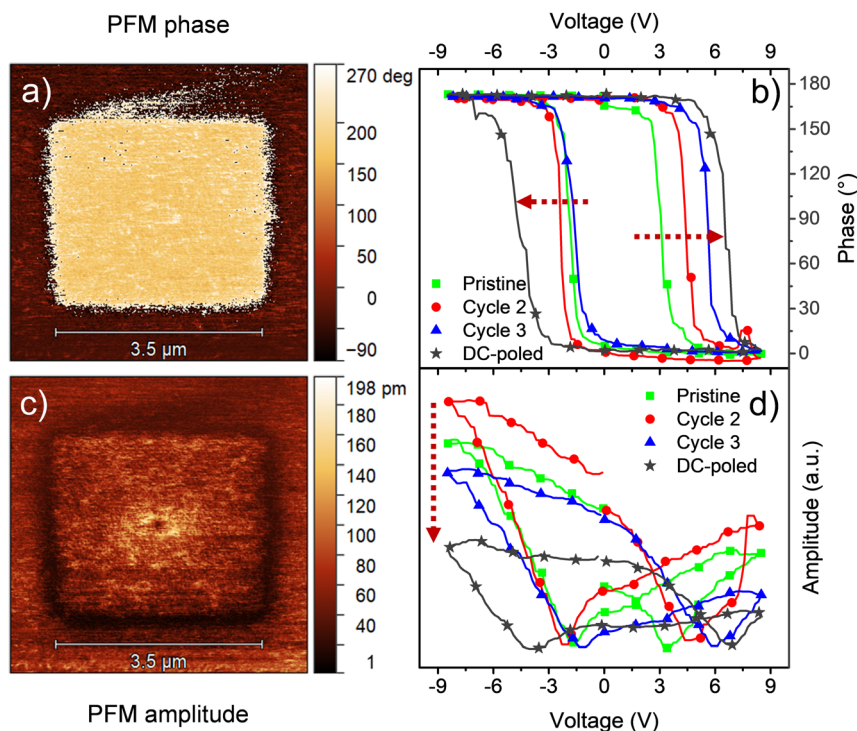 PFM phase
a)
270 deg
200
150
100
50
0
−90
3.5 µm
Voltage (V)
-9 -6 -3 0 3 6 9
b)
180
150
120
90
60
30
0
Phase (°)
Pristine
Cycle 2
Cycle 3
DC-poled
c)
198 pm
180
160
140
120
100
80
60
40
1
3.5 µm
PFM amplitude
d)
Pristine
Cycle 2
Cycle 3
DC-poled
Amplitude (a.u.)
-9 -6 -3 0 3 6 9
Voltage (V)